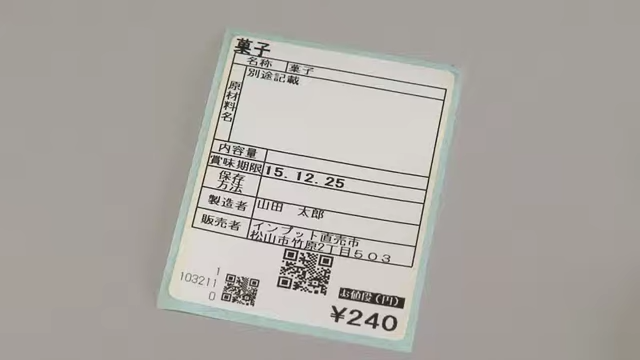 菓子
名称 菓子
原材料名 別途記載
内容量
賞味期限 15.12.25
保存方法
製造者 山田 太郎
販売者 インプット直売市
松山市竹原2丁目503
1
103211
0
お値段(円)
¥240